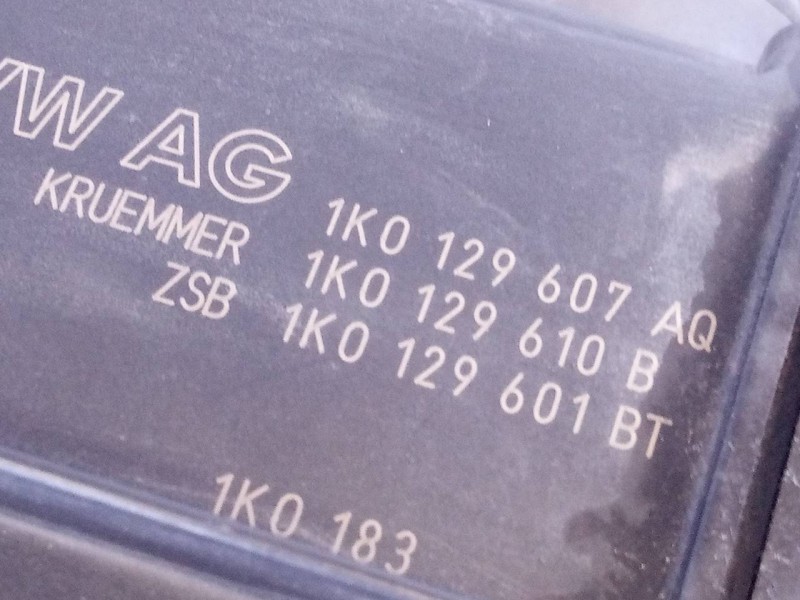 VW AG 1K0 129 607 AQ
KRUEMMER 1K0 129 610 B
ZSB 1K0 129 601 BT
1K0 183